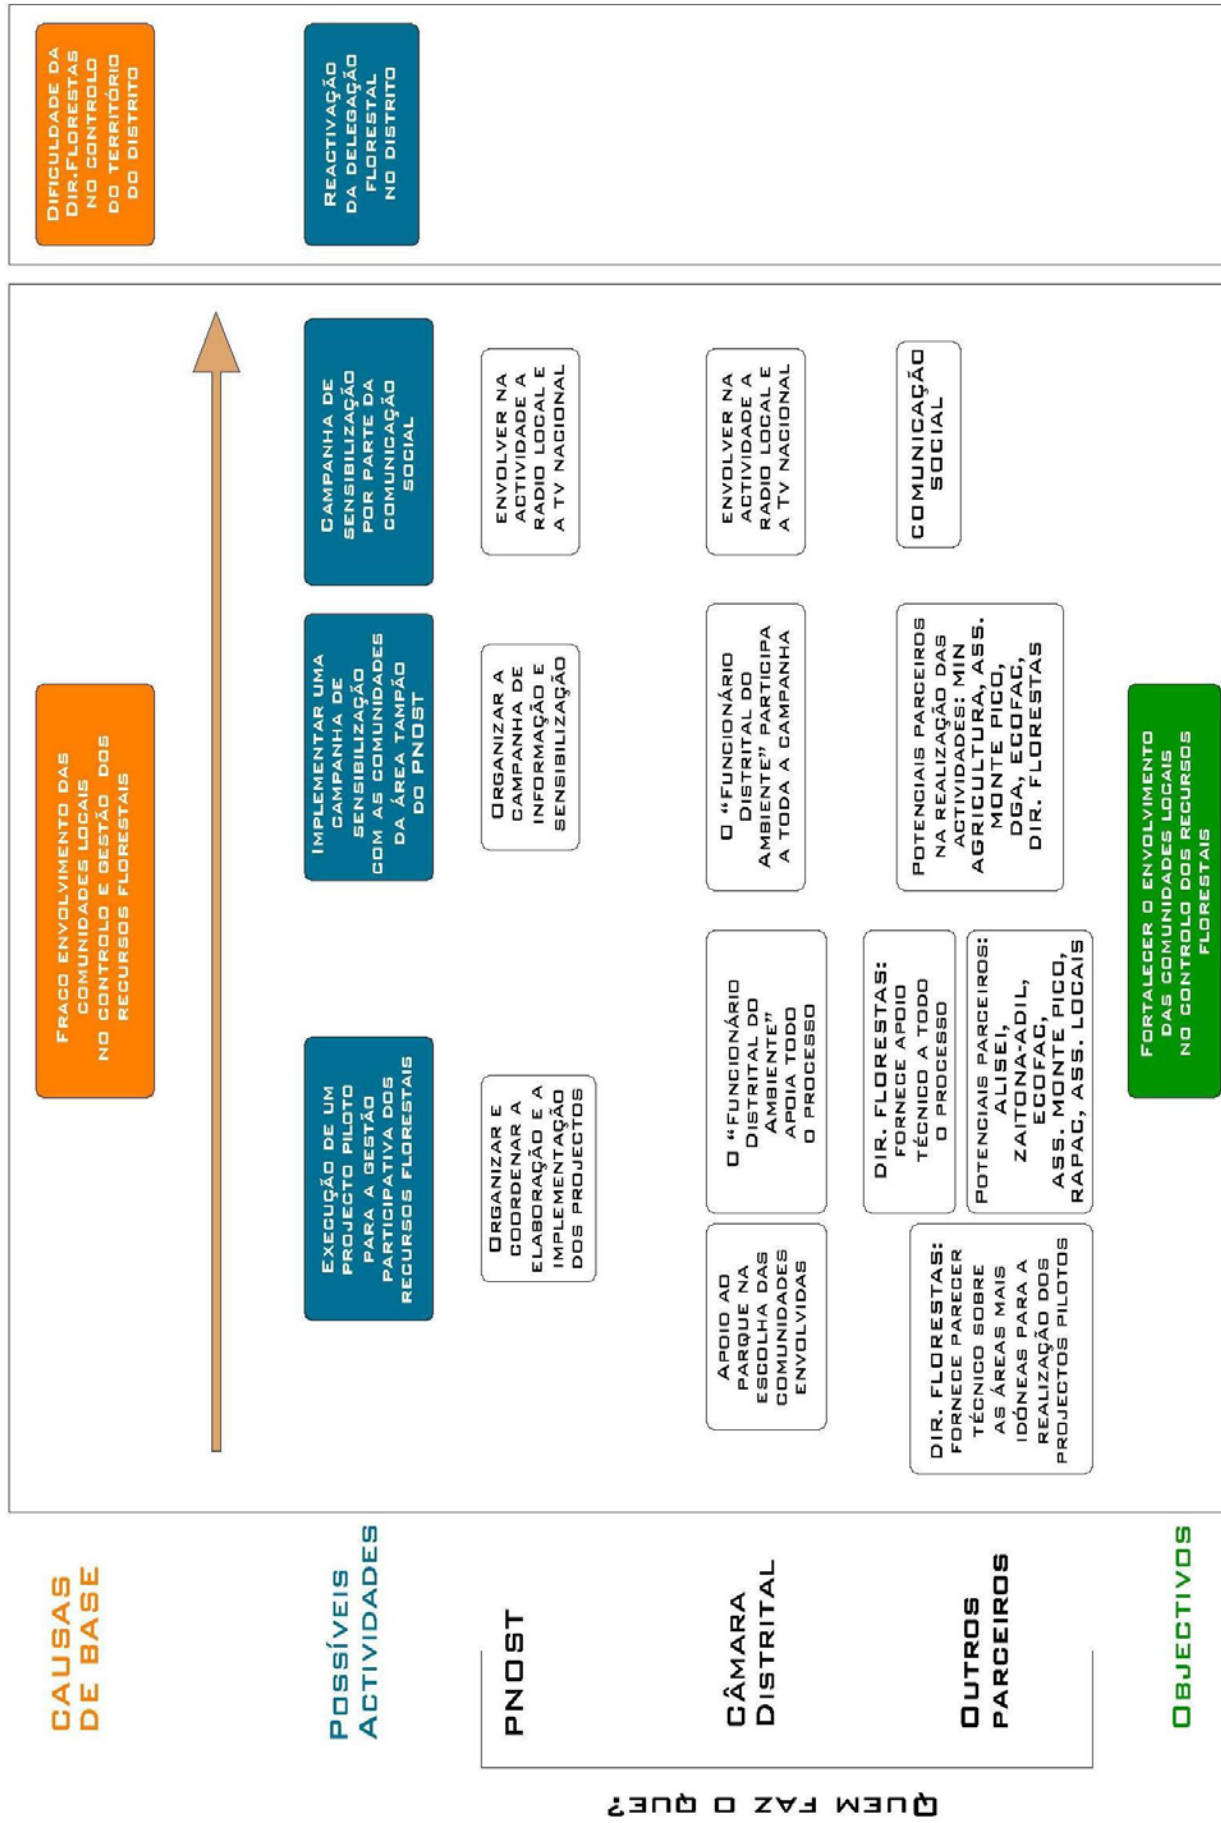 CAUSAS
DE BASE
FRACO ENVOLVIMENTO DAS
COMUNIDADES LOCAIS
NO CONTROLO E GESTÃO DOS
RECURSOS FLORESTAIS
DIFICULDADE DA
DIR.FLORESTAS
NO CONTROLO
DO TERRITÓRIO
DO DISTRITO
POSSÍVEIS
ACTIVIDADES
EXECUÇÃO DE UM
PROJECTO PILOTO
PARA A GESTÃO
PARTICIPATIVA DOS
RECURSOS FLORESTAIS
IMPLEMENTAR UMA
CAMPANHA DE
SENSIBILIZAÇÃO
COM AS COMUNIDADES
DA ÁREA TAMPÃO
DO PNOST
CAMPANHA DE
SENSIBILIZAÇÃO
POR PARTE DA
COMUNICAÇÃO
SOCIAL
REACTIVAÇÃO
DA DELEGAÇÃO
FLORESTAL
NO DISTRITO
QUEM FAZ O QUE?
PNOST
ORGANIZAR E
COORDENAR A
ELABORAÇÃO E A
IMPLEMENTAÇÃO
DOS PROJECTOS
ORGANIZAR A
CAMPANHA DE
INFORMAÇÃO E
SENSIBILIZAÇÃO
ENVOLVER NA
ACTIVIDADE A
RADIO LOCAL E
A TV NACIONAL
CÂMARA
DISTRITAL
APOIO AO
PARQUE NA
ESCOLHA DAS
COMUNIDADES
ENVOLVIDAS
O “FUNCIONÁRIO
DISTRITAL DO
AMBIENTE”
APOIA TODO
O PROCESSO
O “FUNCIONÁRIO
DISTRITAL DO
AMBIENTE” PARTICIPA
A TODA A CAMPANHA
ENVOLVER NA
ACTIVIDADE A
RADIO LOCAL E
A TV NACIONAL
OUTROS
PARCEIROS
DIR. FLORESTAS:
FORNECE PARECER
TÉCNICO SOBRE
AS ÁREAS MAIS
IDÓNEAS PARA A
REALIZAÇÃO DOS
PROJECTOS PILOTOS
DIR. FLORESTAS:
FORNECE APOIO
TÉCNICO A TODO
O PROCESSO
POTENCIAIS PARCEIROS:
ALISEI,
ZAITONA-ADIL,
ECOFAC,
ASS. MONTE PICO,
RAPAC, ASS. LOCAIS
POTENCIAIS PARCEIROS
NA REALIZAÇÃO DAS
ACTIVIDADES: MIN
AGRICULTURA, ASS.
MONTE PICO,
DGA, ECOFAC,
DIR. FLORESTAS
COMUNICAÇÃO
SOCIAL
OBJECTIVOS
FORTALECER O ENVOLVIMENTO
DAS COMUNIDADES LOCAIS
NO CONTROLO DOS RECURSOS
FLORESTAIS